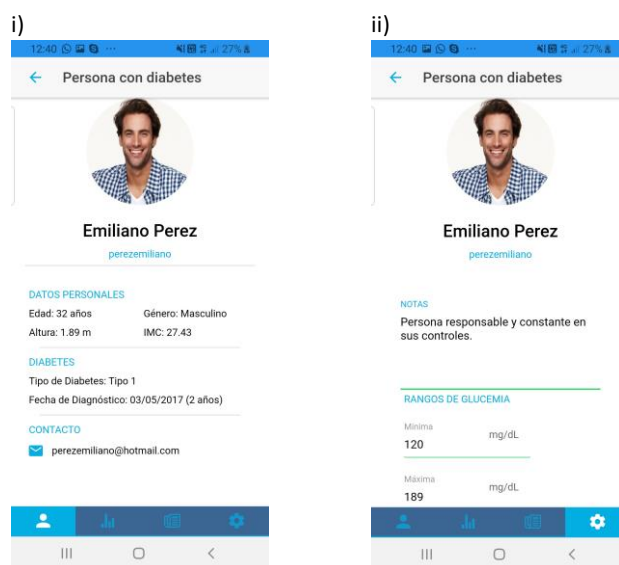 i)
12:40 ... 27%
Persona con diabetes
Emiliano Perez
perezemiliano
DATOS PERSONALES
Edad: 32 años Género: Masculino
Altura: 1.89 m IMC: 27.43
DIABETES
Tipo de Diabetes: Tipo 1
Fecha de Diagnóstico: 03/05/2017 (2 años)
CONTACTO
perezemiliano@hotmail.com
ii)
12:40 ... 27%
Persona con diabetes
Emiliano Perez
perezemiliano
NOTAS
Persona responsable y constante en
sus controles.
RANGOS DE GLUCEMIA
Mínima
120 mg/dL
Máxima
189 mg/dL